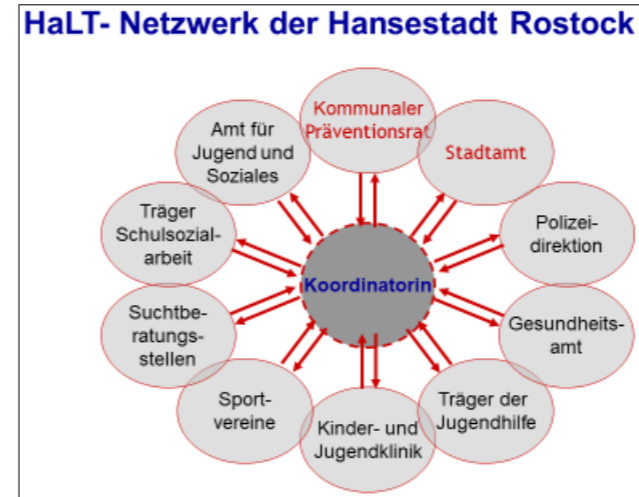 HaLT- Netzwerk der Hansestadt Rostock
Kommunaler
Präventionsrat
Amt für
Jugend und
Soziales
Stadtamt
Träger
Schulsozial-
arbeit
Polizei-
direktion
Koordinatorin
Suchtbe-
ratungs-
stellen
Gesundheits-
amt
Sport-
vereine
Kinder- und
Jugendklinik
Träger der
Jugendhilfe